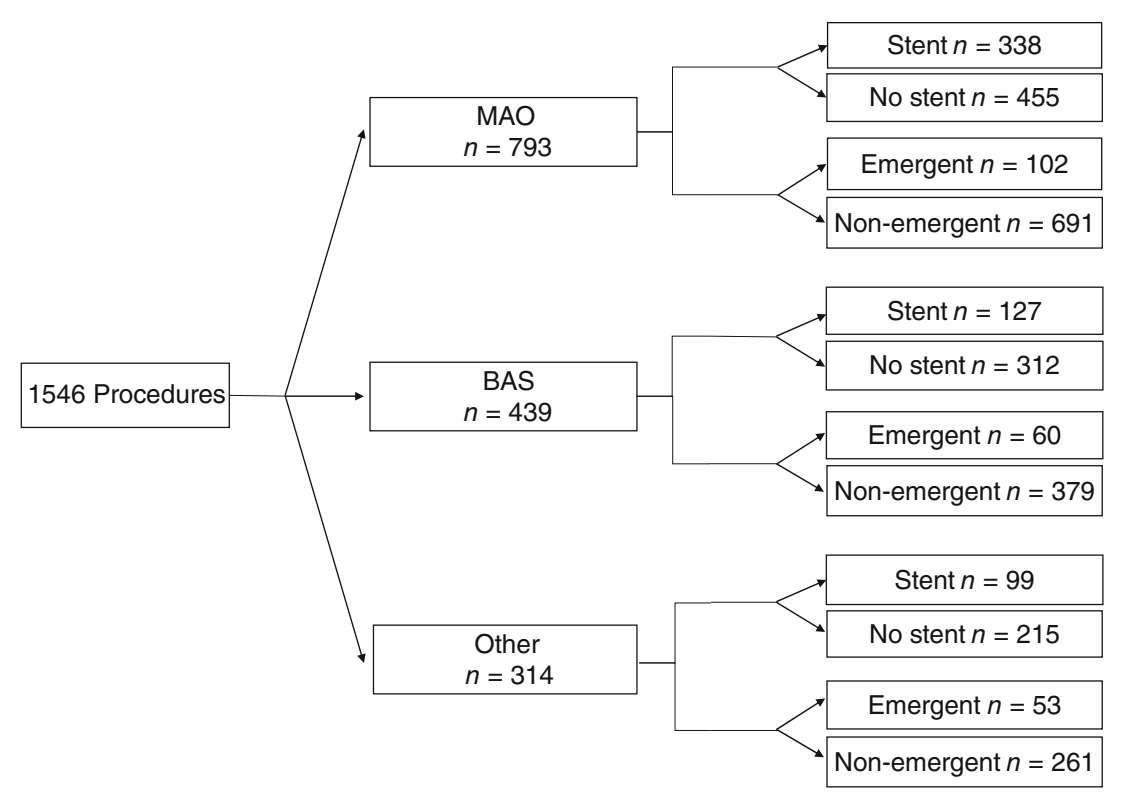 1546 Procedures
MAO
n = 793
Stent n = 338
No stent n = 455
Emergent n = 102
Non-emergent n = 691
BAS
n = 439
Stent n = 127
No stent n = 312
Emergent n = 60
Non-emergent n = 379
Other
n = 314
Stent n = 99
No stent n = 215
Emergent n = 53
Non-emergent n = 261